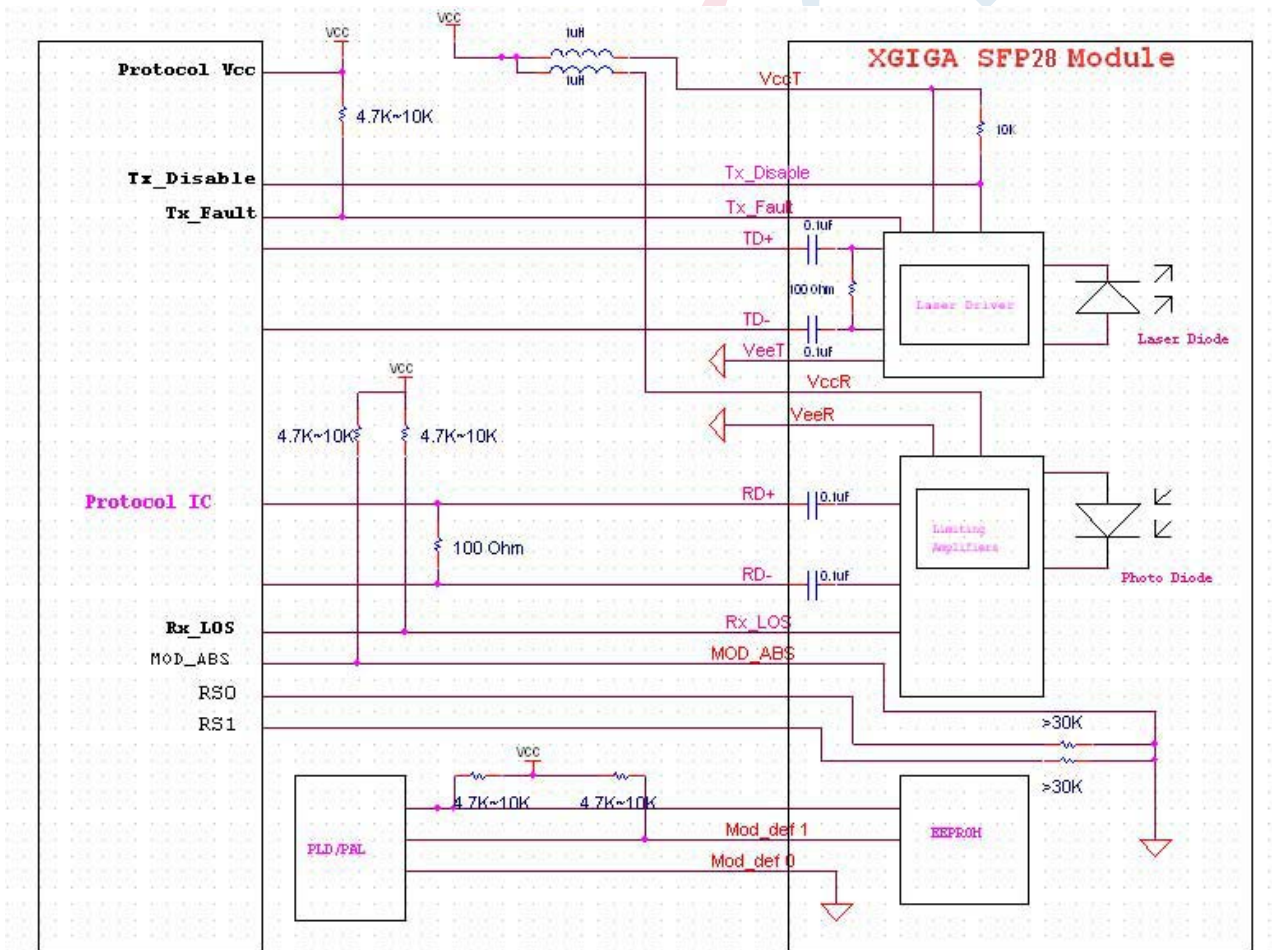 VCC
VCC
1uH
1uH
XGIGA SFP28 Module
Protocol Vcc
VccT
4.7K~10K
10K
Tx_Disable
Tx_Disable
Tx_Fault
Tx_Fault
0.1uF
TD+
100 Ohm
Laser Driver
TD-
VeeT
0.1uF
Laser Diode
VCC
VccR
VeeR
4.7K~10K
4.7K~10K
Protocol IC
RD+
0.1uF
Limiting
Amplifiers
100 Ohm
RD-
0.1uF
Photo Diode
Rx_LOS
Rx_LOS
MOD_ABS
MOD_ABS
RS0
RS1
>30K
VCC
>30K
4.7K~10K
4.7K~10K
Mod_def 1
EEPROM
PLD/PAL
Mod_def 0